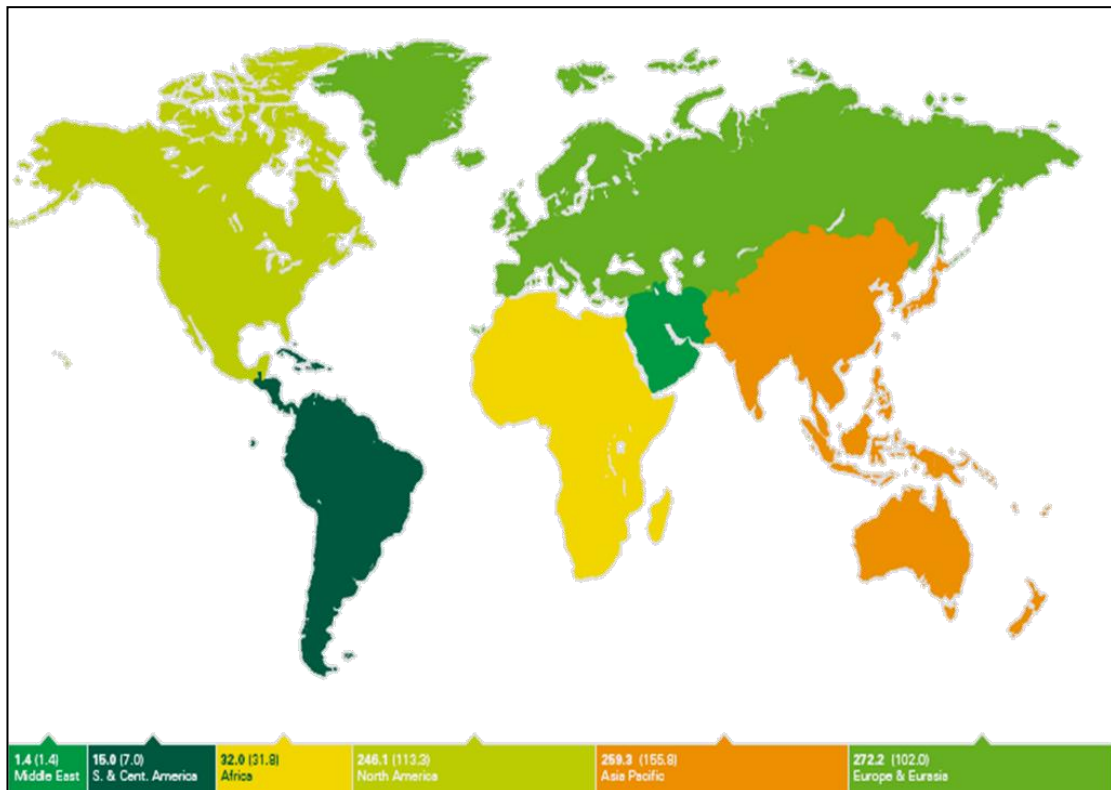 1.4 (1.4)
Middle East
15.0 (7.0)
S. & Cent. America
32.0 (31.8)
Africa
246.1 (113.3)
North America
259.3 (155.8)
Asia Pacific
272.2 (102.0)
Europe & Eurasia